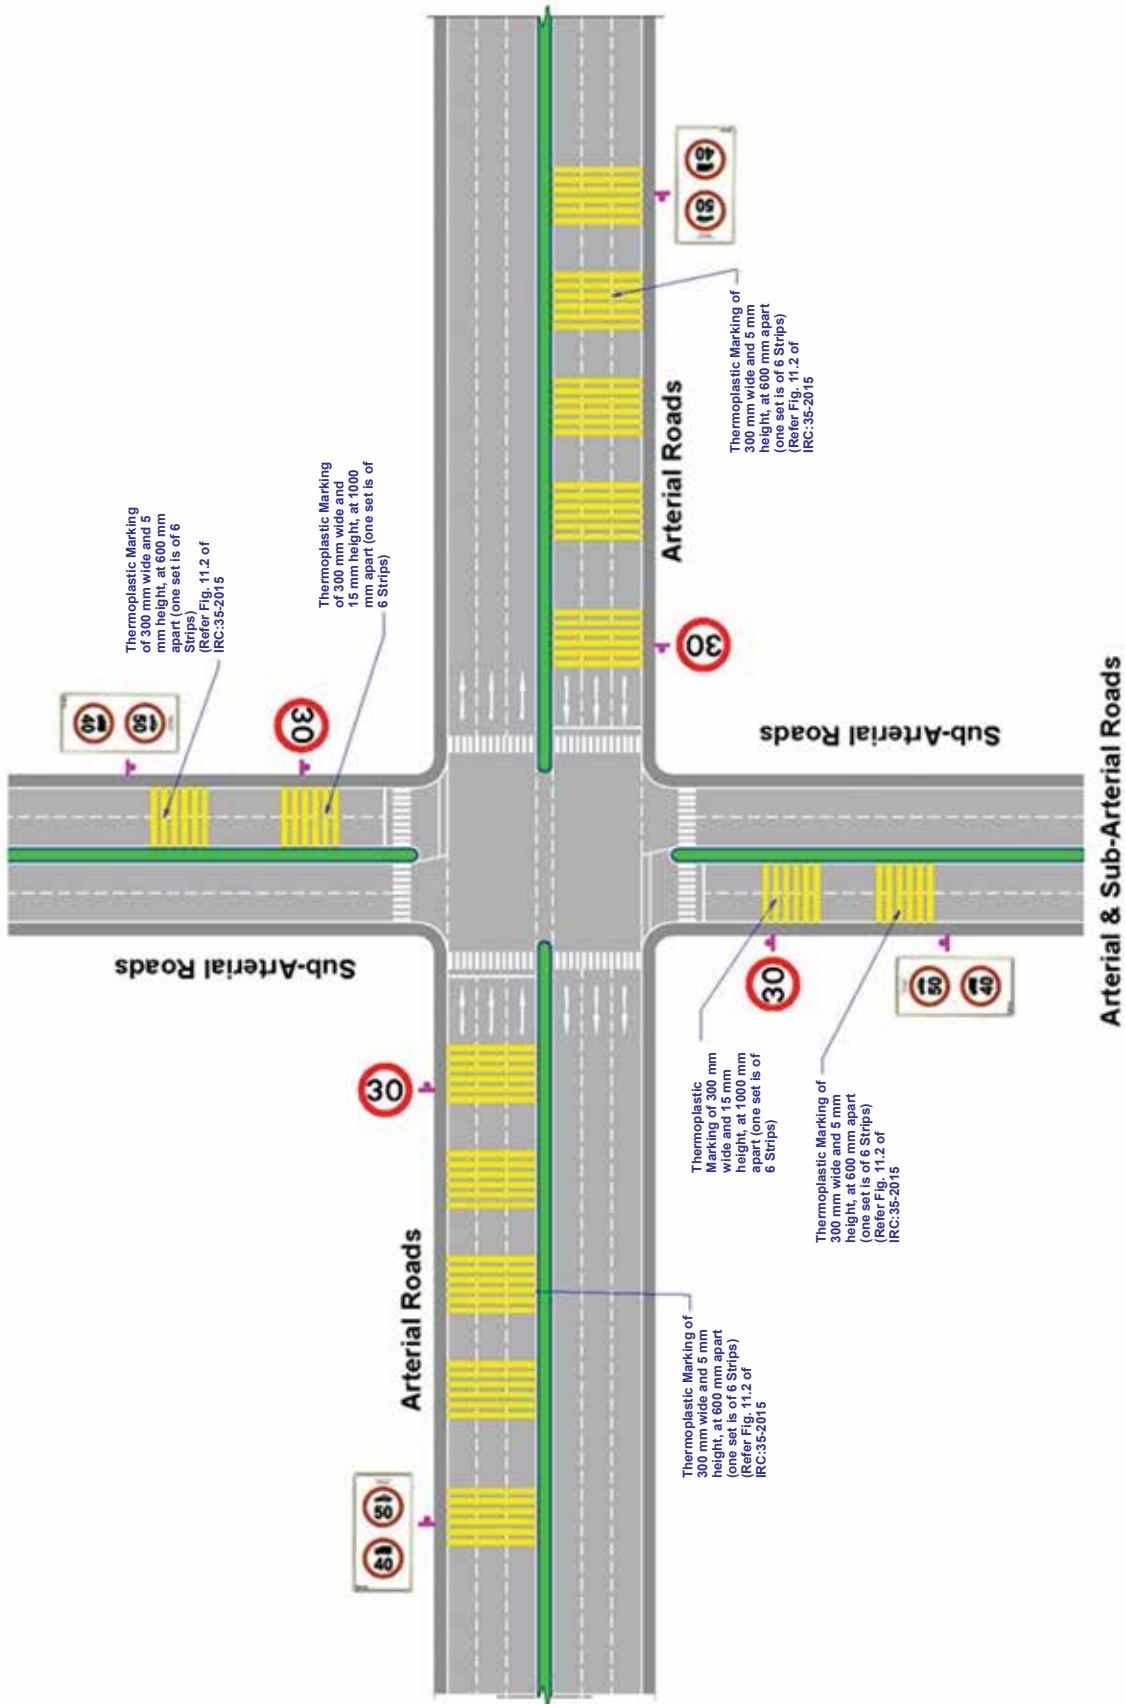 Thermoplastic Marking
of 300 mm wide and 5
mm height, at 600 mm
apart (one set is of 6
Strips)
(Refer Fig. 11.2 of
IRC:35-2015
Thermoplastic Marking
of 300 mm wide and
15 mm height, at 1000
mm apart (one set is of
6 Strips)
40
50
30
Sub-Arterial Roads
40
50
Thermoplastic Marking of
300 mm wide and 5 mm
height, at 600 mm apart
(one set is of 6 Strips)
(Refer Fig. 11.2 of
IRC:35-2015
Arterial Roads
30
Sub-Arterial Roads
30
Arterial Roads
40
50
Thermoplastic Marking of
300 mm wide and 5 mm
height, at 600 mm apart
(one set is of 6 Strips)
(Refer Fig. 11.2 of
IRC:35-2015
30
50
40
Thermoplastic
Marking of 300 mm
wide and 15 mm
height, at 1000 mm
apart (one set is of
6 Strips)
Thermoplastic Marking of
300 mm wide and 5 mm
height, at 600 mm apart
(one set is of 6 Strips)
(Refer Fig. 11.2 of
IRC:35-2015
Arterial & Sub-Arterial Roads